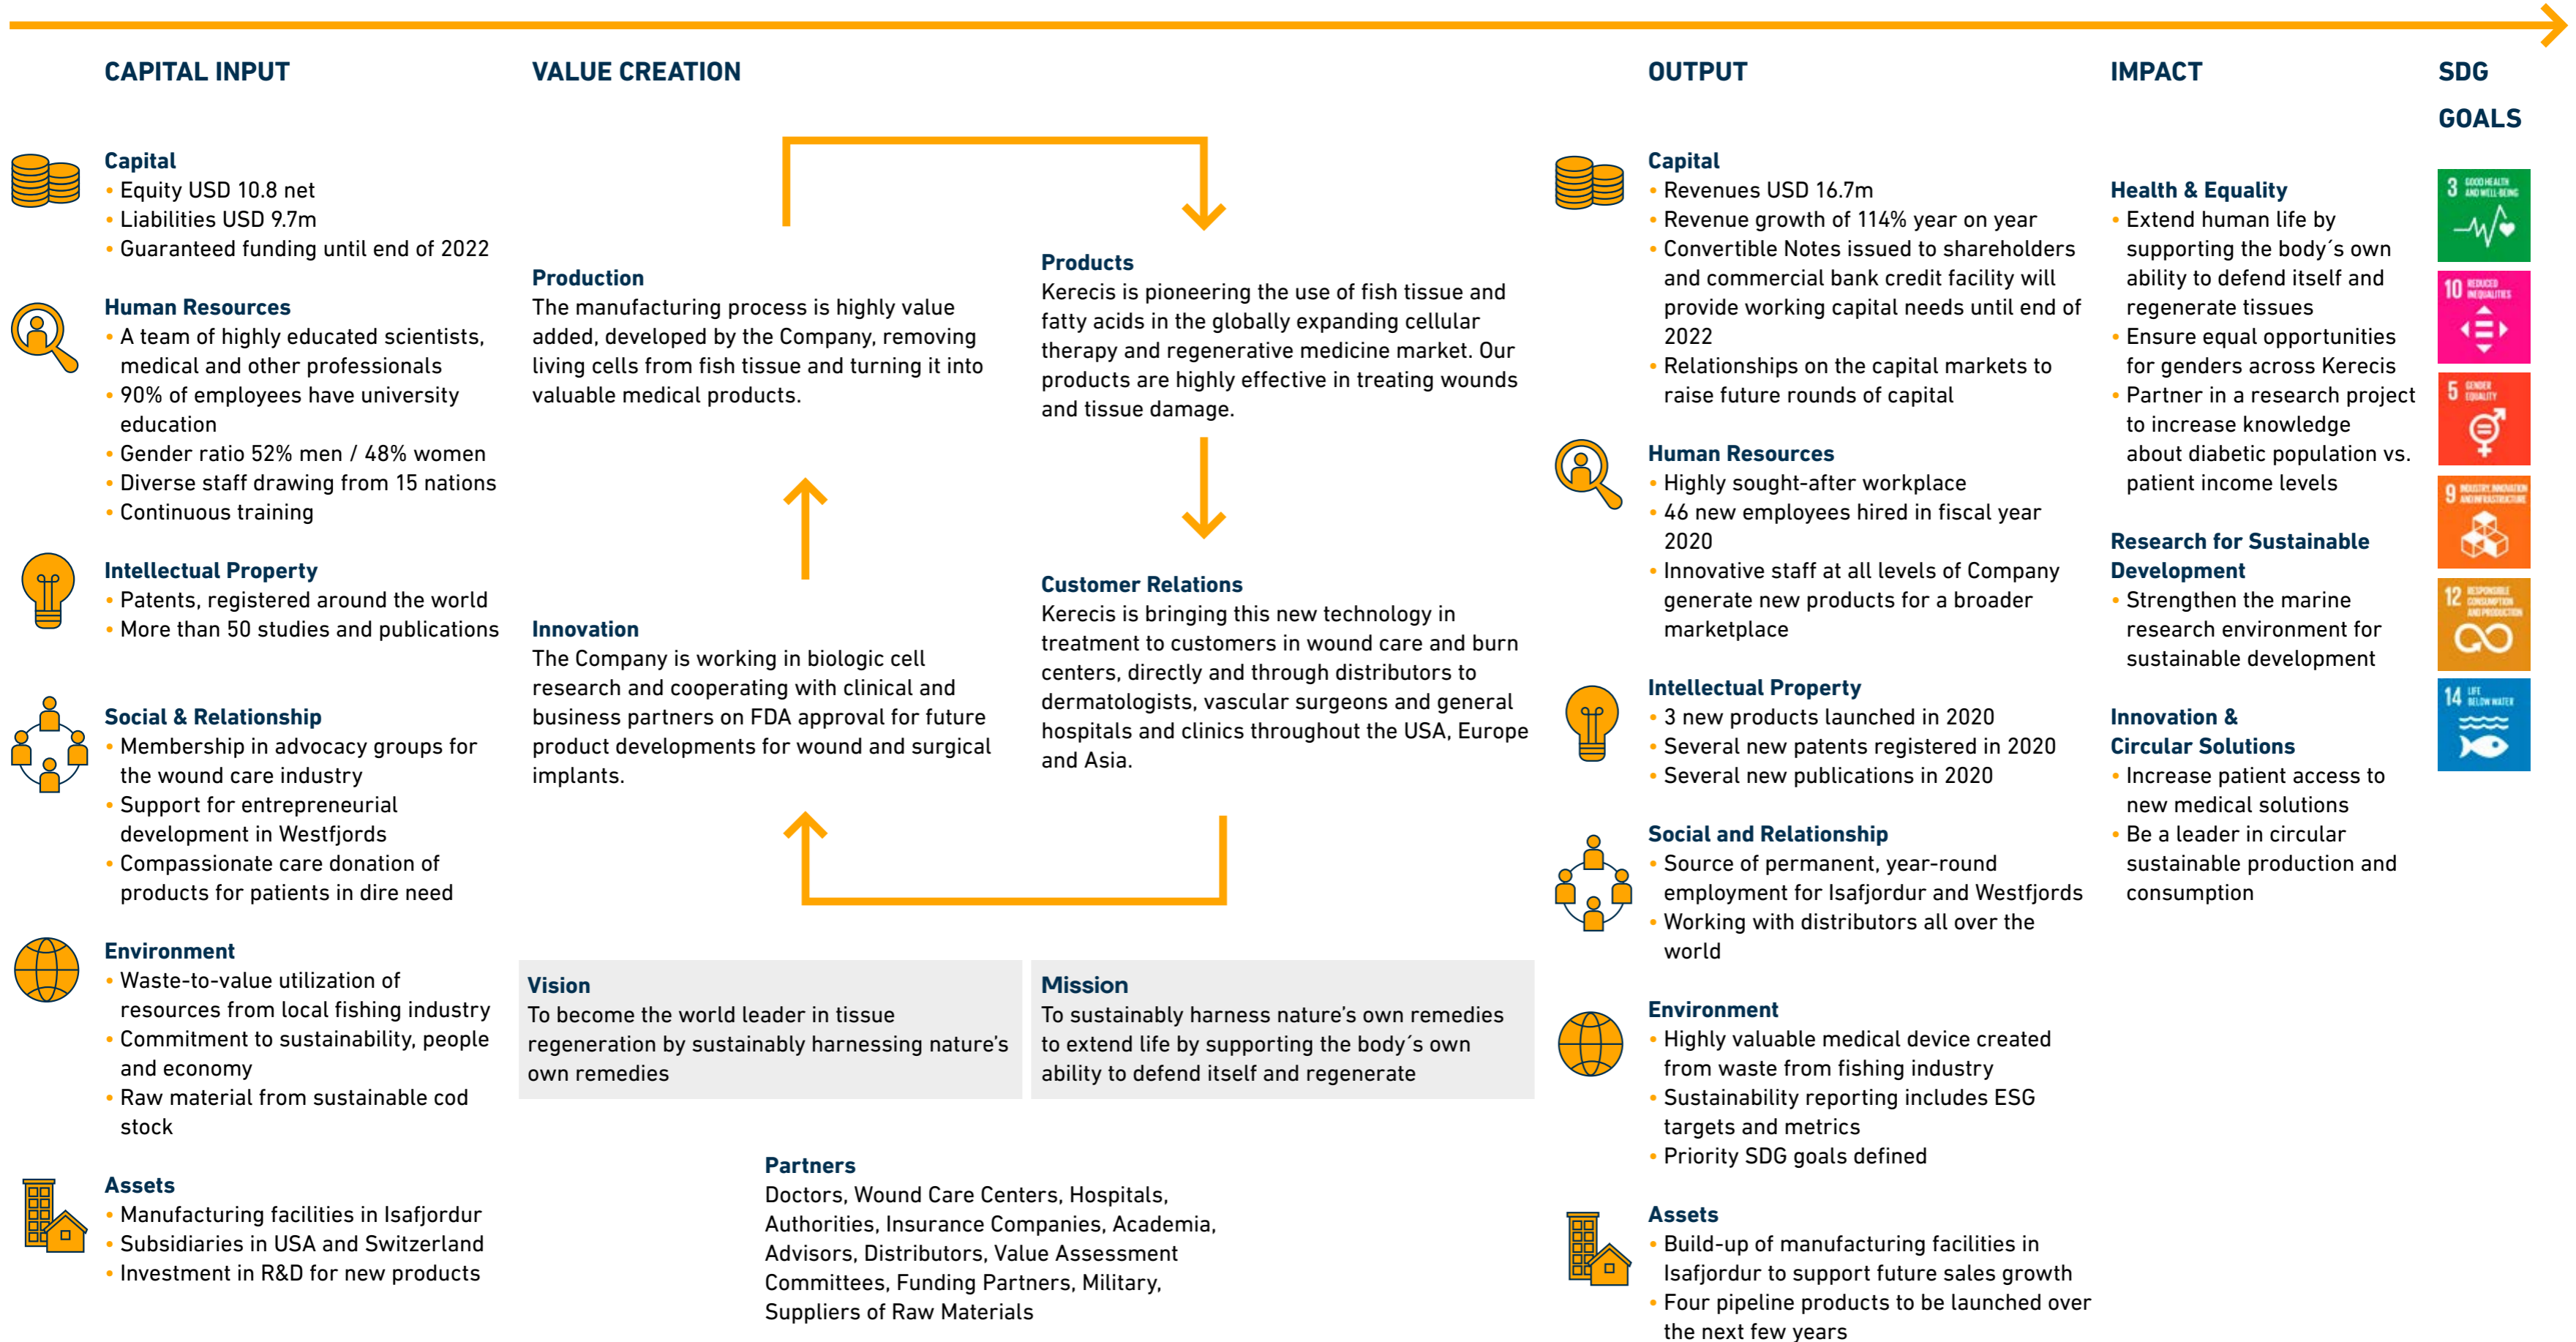 CAPITAL INPUT
Capital
• Equity USD 10.8 net
• Liabilities USD 9.7m
• Guaranteed funding until end of 2022
Human Resources
• A team of highly educated scientists,
medical and other professionals
• 90% of employees have university
education
• Gender ratio 52% men / 48% women
• Diverse staff drawing from 15 nations
• Continuous training
Intellectual Property
• Patents, registered around the world
• More than 50 studies and publications
Social & Relationship
• Membership in advocacy groups for
the wound care industry
• Support for entrepreneurial
development in Westfjords
• Compassionate care donation of
products for patients in dire need
Environment
• Waste-to-value utilization of
resources from local fishing industry
• Commitment to sustainability, people
and economy
• Raw material from sustainable cod
stock
Assets
• Manufacturing facilities in Isafjordur
• Subsidiaries in USA and Switzerland
• Investment in R&D for new products
VALUE CREATION
Production
The manufacturing process is highly value
added, developed by the Company, removing
living cells from fish tissue and turning it into
valuable medical products.
Innovation
The Company is working in biologic cell
research and cooperating with clinical and
business partners on FDA approval for future
product developments for wound and surgical
implants.
Products
Kerecis is pioneering the use of fish tissue and
fatty acids in the globally expanding cellular
therapy and regenerative medicine market. Our
products are highly effective in treating wounds
and tissue damage.
Customer Relations
Kerecis is bringing this new technology in
treatment to customers in wound care and burn
centers, directly and through distributors to
dermatologists, vascular surgeons and general
hospitals and clinics throughout the USA, Europe
and Asia.
Vision
To become the world leader in tissue
regeneration by sustainably harnessing nature's
own remedies
Mission
To sustainably harness nature's own remedies
to extend life by supporting the body´s own
ability to defend itself and regenerate
Partners
Doctors, Wound Care Centers, Hospitals,
Authorities, Insurance Companies, Academia,
Advisors, Distributors, Value Assessment
Committees, Funding Partners, Military,
Suppliers of Raw Materials
OUTPUT
Capital
• Revenues USD 16.7m
• Revenue growth of 114% year on year
• Convertible Notes issued to shareholders
and commercial bank credit facility will
provide working capital needs until end of
2022
• Relationships on the capital markets to
raise future rounds of capital
Human Resources
• Highly sought-after workplace
• 46 new employees hired in fiscal year
2020
• Innovative staff at all levels of Company
generate new products for a broader
marketplace
Intellectual Property
• 3 new products launched in 2020
• Several new patents registered in 2020
• Several new publications in 2020
Social and Relationship
• Source of permanent, year-round
employment for Isafjordur and Westfjords
• Working with distributors all over the
world
Environment
• Highly valuable medical device created
from waste from fishing industry
• Sustainability reporting includes ESG
targets and metrics
• Priority SDG goals defined
Assets
• Build-up of manufacturing facilities in
Isafjordur to support future sales growth
• Four pipeline products to be launched over
the next few years
IMPACT
Health & Equality
• Extend human life by
supporting the body´s own
ability to defend itself and
regenerate tissues
• Ensure equal opportunities
for genders across Kerecis
• Partner in a research project
to increase knowledge
about diabetic population vs.
patient income levels
Research for Sustainable
Development
• Strengthen the marine
research environment for
sustainable development
Innovation &
Circular Solutions
• Increase patient access to
new medical solutions
• Be a leader in circular
sustainable production and
consumption
SDG
GOALS
3 GOOD HEALTH
AND WELL-BEING
10 REDUCED
INEQUALITIES
5 GENDER
EQUALITY
9 INDUSTRY, INNOVATION
AND INFRASTRUCTURE
12 RESPONSIBLE
CONSUMPTION
AND PRODUCTION
14 LIFE
BELOW WATER